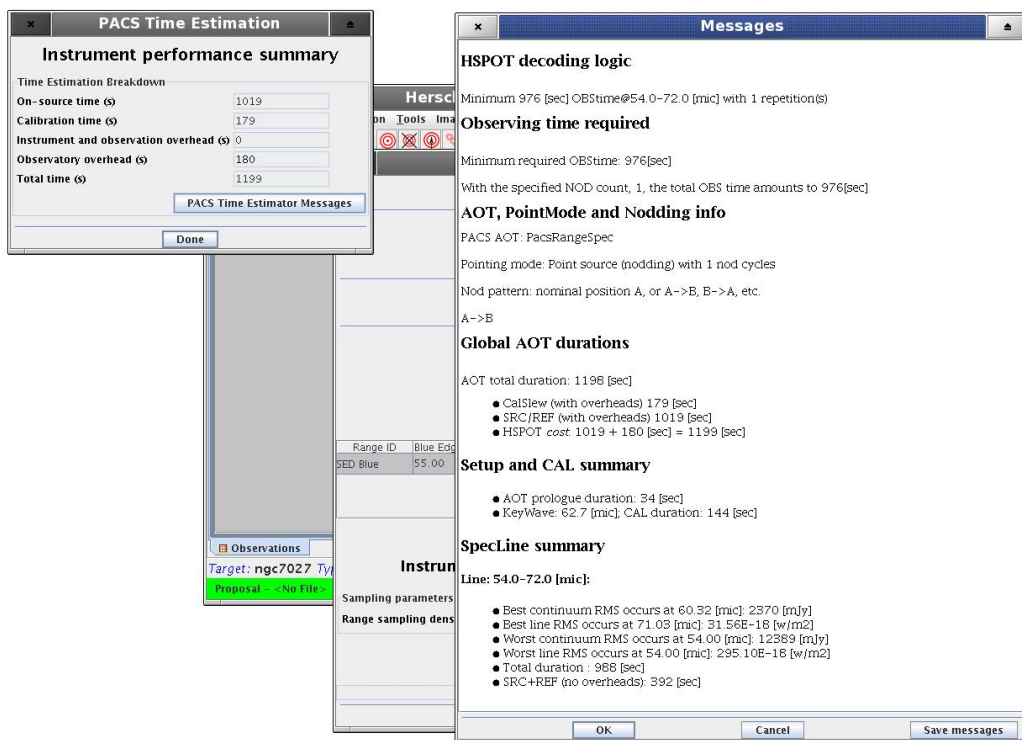 PACS Time Estimation
Instrument performance summary
Time Estimation Breakdown
On-source time (s) 1019
Calibration time (s) 179
Instrument and observation overhead (s) 0
Observatory overhead (s) 180
Total time (s) 1199
PACS Time Estimator Messages
Done
Hersc
on Tools Ima
Range ID Blue Edg
SED Blue 55.00
Observations
Target: ngc7027 Typ
Proposal - <No File>
Instrun
Sampling parameters
Range sampling dens
Messages
HSPOT decoding logic
Minimum 976 [sec] OBStime@54.0-72.0 [mic] with 1 repetition(s)
Observing time required
Minimum required OBStime: 976[sec]
With the specified NOD count, 1, the total OBS time amounts to 976[sec]
AOT, PointMode and Nodding info
PACS AOT: PacsRangeSpec
Pointing mode: Point source (nodding) with 1 nod cycles
Nod pattern: nominal position A, or A->B, B->A, etc.
A->B
Global AOT durations
AOT total duration: 1198 [sec]
CalSlew (with overheads) 179 [sec]
SRC/REF (with overheads) 1019 [sec]
HSPOT cost: 1019 + 180 [sec] = 1199 [sec]
Setup and CAL summary
AOT prologue duration: 34 [sec]
KeyWave: 62.7 [mic]; CAL duration: 144 [sec]
SpecLine summary
Line: 54.0-72.0 [mic]:
Best continuum RMS occurs at 60.32 [mic]: 2370 [mJy]
Best line RMS occurs at 71.03 [mic]: 31.56E-18 [w/m2]
Worst continuum RMS occurs at 54.00 [mic]: 12389 [mJy]
Worst line RMS occurs at 54.00 [mic]: 295.10E-18 [w/m2]
Total duration : 988 [sec]
SRC+REF (no overheads): 392 [sec]
OK Cancel Save messages